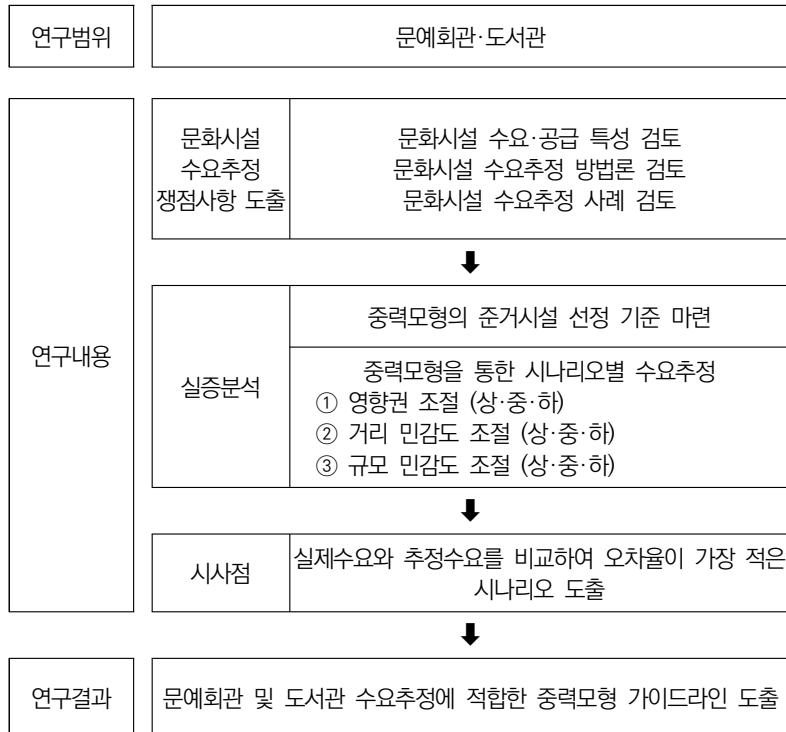 연구범위
문예회관·도서관
연구내용
문화시설
수요추정
쟁점사항 도출
문화시설 수요·공급 특성 검토
문화시설 수요추정 방법론 검토
문화시설 수요추정 사례 검토
실증분석
중력모형의 준거시설 선정 기준 마련
중력모형을 통한 시나리오별 수요추정
① 영향권 조절 (상·중·하)
② 거리 민감도 조절 (상·중·하)
③ 규모 민감도 조절 (상·중·하)
시사점
실제수요와 추정수요를 비교하여 오차율이 가장 적은
시나리오 도출
연구결과
문예회관 및 도서관 수요추정에 적합한 중력모형 가이드라인 도출